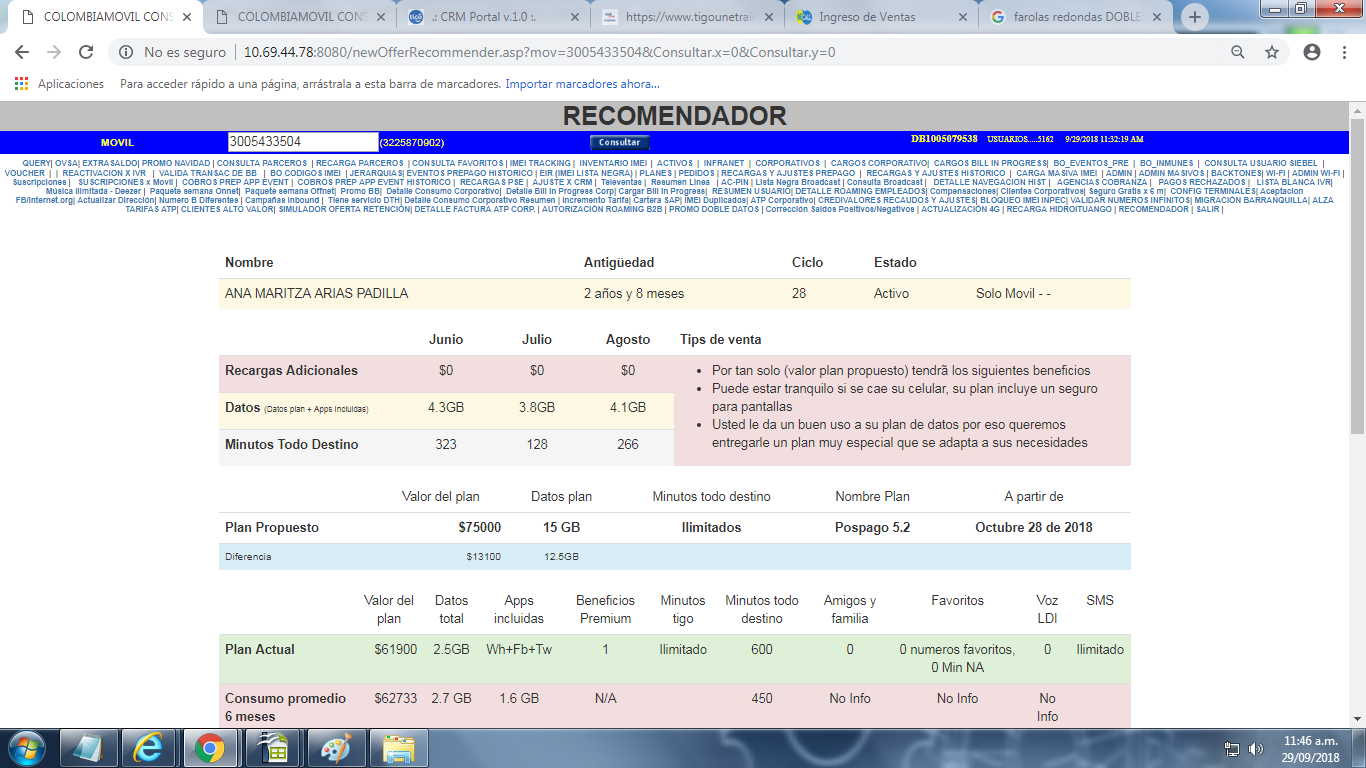 COLOMBIAMOVIL CONS
COLOMBIAMOVIL CONS
.: CRM Portal v.1.0 :.
https://www.tigounetrain
Ingreso de Ventas
farolas redondas DOBLE
No es seguro | 10.69.44.78:8080/newOfferRecommender.asp?mov=3005433504&Consultar.x=0&Consultar.y=0
Aplicaciones Para acceder rápido a una página, arrástrala a esta barra de marcadores. Importar marcadores ahora...
RECOMENDADOR
MOVIL 3005433504 (3225870902) Consultar DB1005079538 USUARIOS.....5162 9/29/2018 11:32:19 AM
QUERY| OVSA| EXTRASALDO| PROMO NAVIDAD | CONSULTA PARCEROS | RECARGA PARCEROS | CONSULTA FAVORITOS | IMEI TRACKING | INVENTARIO IMEI | ACTIVOS | INFRANET | CORPORATIVOS | CARGOS CORPORATIVO| CARGOS BILL IN PROGRESS| BO_EVENTOS_PRE | BO_INMUNES | CONSULTA USUARIO SIEBEL |
VOUCHER | | REACTIVACION X IVR | VALIDA TRANSAC DE BB | BO CODIGOS IMEI | JERARQUIAS| EVENTOS PREPAGO HISTORICO | EIR (IMEI LISTA NEGRA) | PLANES | PEDIDOS | RECARGAS Y AJUSTES PREPAGO | RECARGAS Y AJUSTES HISTORICO | CARGA MASIVA IMEI | ADMIN | ADMIN MASIVOS | BACKTONES| WI-FI | ADMIN WI-FI |
Suscripciones | SUSCRIPCIONES x Movil | COBROS PREP APP EVENT | COBROS PREP APP EVENT HISTORICO | RECARGAS PSE | AJUSTE X CRM | Televentas | Resumen Linea | AC-PIN | Lista Negra Broadcast | Consulta Broadcast | DETALLE NAVEGACION HIST | AGENCIAS COBRANZA | PAGOS RECHAZADOS | LISTA BLANCA IVR|
Musica Ilimitada - Deezer| Paquete semana Onnet| Paquete semana Offnet| Promo BB| Detalle Consumo Corporativo| Detalle Bill In Progress Corp| Cargar Bill In Progress| RESUMEN USUARIO| DETALLE ROAMING EMPLEADOS| Compensaciones| Clientes Corporativos| Seguro Gratis x 6 m| CONFIG TERMINALES| Aceptacion
FB/Internet.org| Actualizar Dirección| Numero B Diferentes | Campañas Inbound | Tiene servicio DTH| Detalle Consumo Corporativo Resumen | Incremento Tarifa| Cartera SAP| IMEI Duplicados| ATP Corporativo| CREDIVALORES RECAUDOS Y AJUSTES| BLOQUEO IMEI INPEC| VALIDAR NUMEROS INFINITOS| MIGRACIÓN BARRANQUILLA| ALZA
TARIFAS ATP| CLIENTES ALTO VALOR| SIMULADOR OFERTA RETENCIÓN| DETALLE FACTURA ATP CORP. | AUTORIZACIÓN ROAMING B2B | PROMO DOBLE DATOS | Corrección Saldos Positivos/Negativos | ACTUALIZACIÓN 4G | RECARGA HIDROITUANGO | RECOMENDADOR | SALIR |
Nombre Antigüedad Ciclo Estado
ANA MARITZA ARIAS PADILLA 2 años y 8 meses 28 Activo Solo Movil - -
Junio Julio Agosto Tips de venta
Recargas Adicionales $0 $0 $0
Datos (Datos plan + Apps incluidas) 4.3GB 3.8GB 4.1GB
Minutos Todo Destino 323 128 266
• Por tan solo (valor plan propuesto) tendrã los siguientes beneficios
• Puede estar tranquilo si se cae su celular, su plan incluye un seguro
para pantallas
• Usted le da un buen uso a su plan de datos por eso queremos
entregarle un plan muy especial que se adapta a sus necesidades
Valor del plan Datos plan Minutos todo destino Nombre Plan A partir de
Plan Propuesto $75000 15 GB Ilimitados Pospago 5.2 Octubre 28 de 2018
Diferencia $13100 12.5GB
Valor del plan Datos total Apps incluidas Beneficios Premium Minutos tigo Minutos todo destino Amigos y familia Favoritos Voz LDI SMS
Plan Actual $61900 2.5GB Wh+Fb+Tw 1 Ilimitado 600 0 0 numeros favoritos, 0 Min NA 0 Ilimitado
Consumo promedio 6 meses $62733 2.7 GB 1.6 GB N/A 450 No Info No Info No Info
11:46 a.m.
29/09/2018